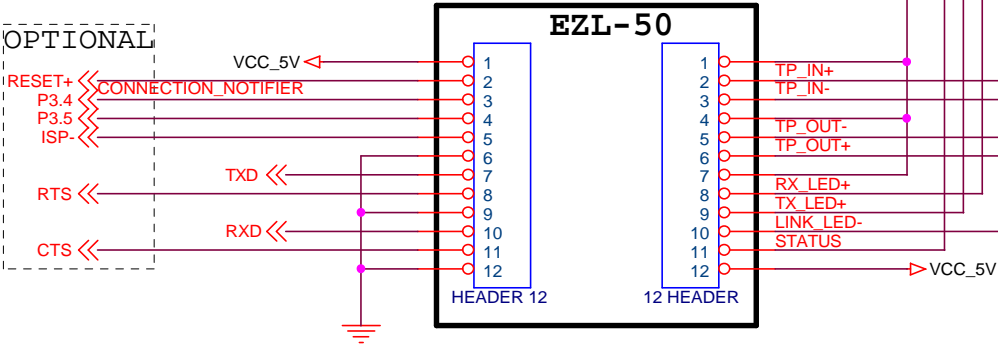 EZL-50
OPTIONAL
VCC_5V
RESET+
CONNECTION_NOTIFIER
P3.4
P3.5
ISP-
TXD
RTS
RXD
CTS
1
2
3
4
5
6
7
8
9
10
11
12
HEADER 12
1
2
3
4
5
6
7
8
9
10
11
12
12 HEADER
TP_IN+
TP_IN-
TP_OUT-
TP_OUT+
RX_LED+
TX_LED+
LINK_LED-
STATUS
VCC_5V